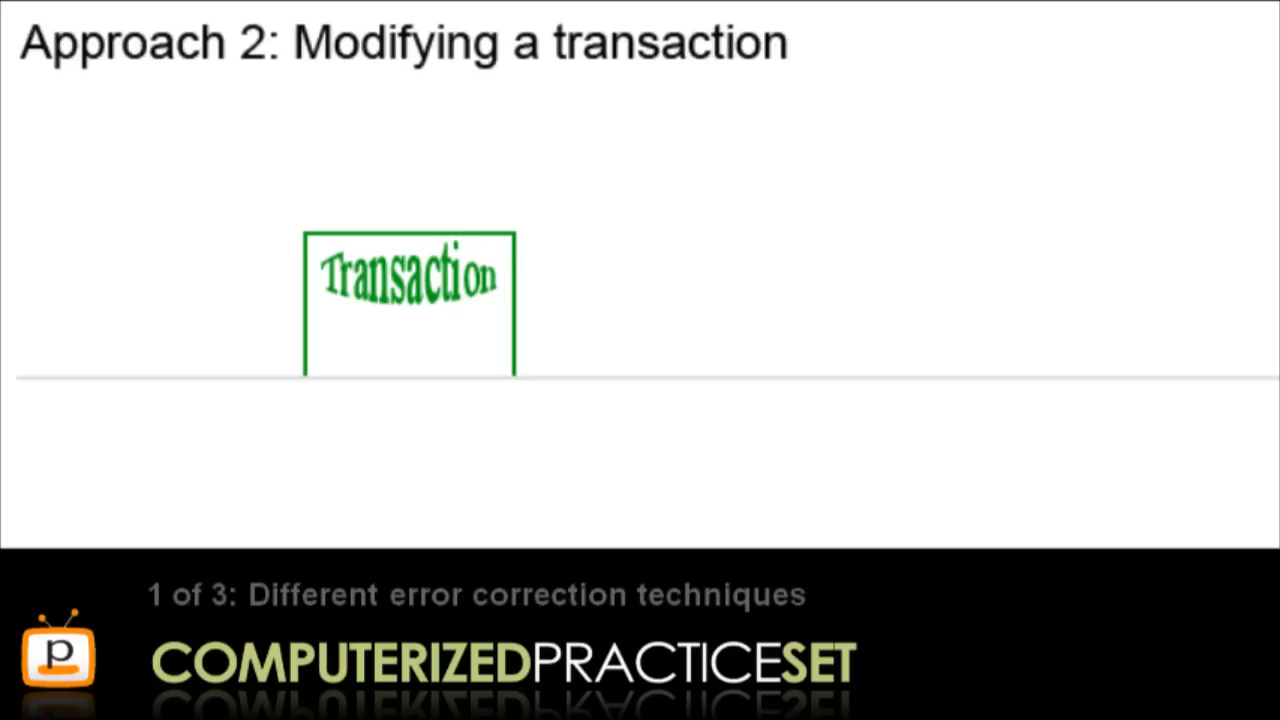 Approach 2: Modifying a transaction
Transaction
1 of 3: Different error correction techniques
p
COMPUTERIZEDPRACTICESET